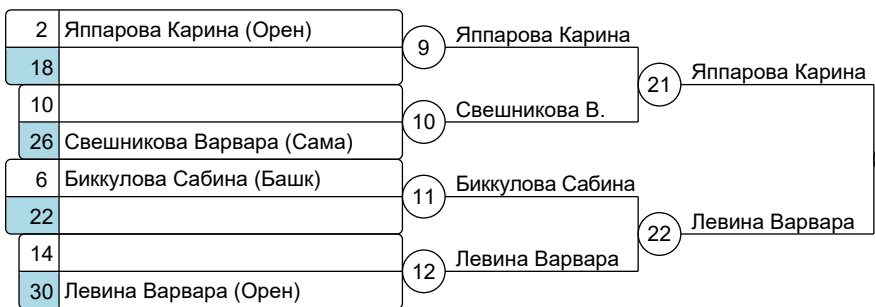 2 Яппарова Карина (Орен)
18
10
26 Свешникова Варвара (Сама)
6 Биккулова Сабина (Башк)
22
14
30 Левина Варвара (Орен)
9 Яппарова Карина
10 Свешникова В.
11 Биккулова Сабина
12 Левина Варвара
21 Яппарова Карина
22 Левина Варвара